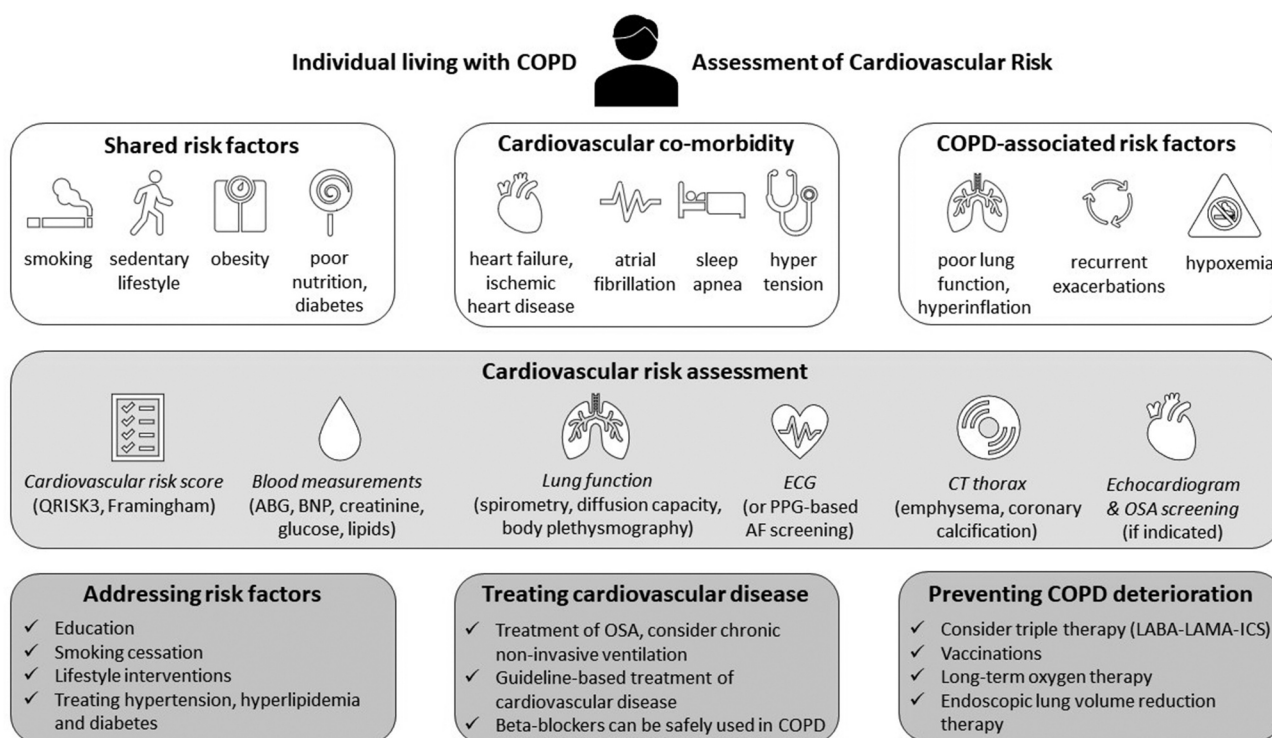 Individual living with COPD
Assessment of Cardiovascular Risk
Shared risk factors
smoking
sedentary
lifestyle
obesity
poor
nutrition,
diabetes
Cardiovascular co-morbidity
heart failure,
ischemic
heart disease
atrial
fibrillation
sleep
apnea
hyper
tension
COPD-associated risk factors
poor lung
function,
hyperinflation
recurrent
exacerbations
hypoxemia
Cardiovascular risk assessment
Cardiovascular risk score
(QRISK3, Framingham)
Blood measurements
(ABG, BNP, creatinine,
glucose, lipids)
Lung function
(spirometry, diffusion capacity,
body plethysmography)
ECG
(or PPG-based
AF screening)
CT thorax
(emphysema, coronary
calcification)
Echocardiogram
& OSA screening
(if indicated)
Addressing risk factors
✓ Education
✓ Smoking cessation
✓ Lifestyle interventions
✓ Treating hypertension, hyperlipidemia
and diabetes
Treating cardiovascular disease
✓ Treatment of OSA, consider chronic
non-invasive ventilation
✓ Guideline-based treatment of
cardiovascular disease
✓ Beta-blockers can be safely used in COPD
Preventing COPD deterioration
✓ Consider triple therapy (LABA-LAMA-ICS)
✓ Vaccinations
✓ Long-term oxygen therapy
✓ Endoscopic lung volume reduction
therapy